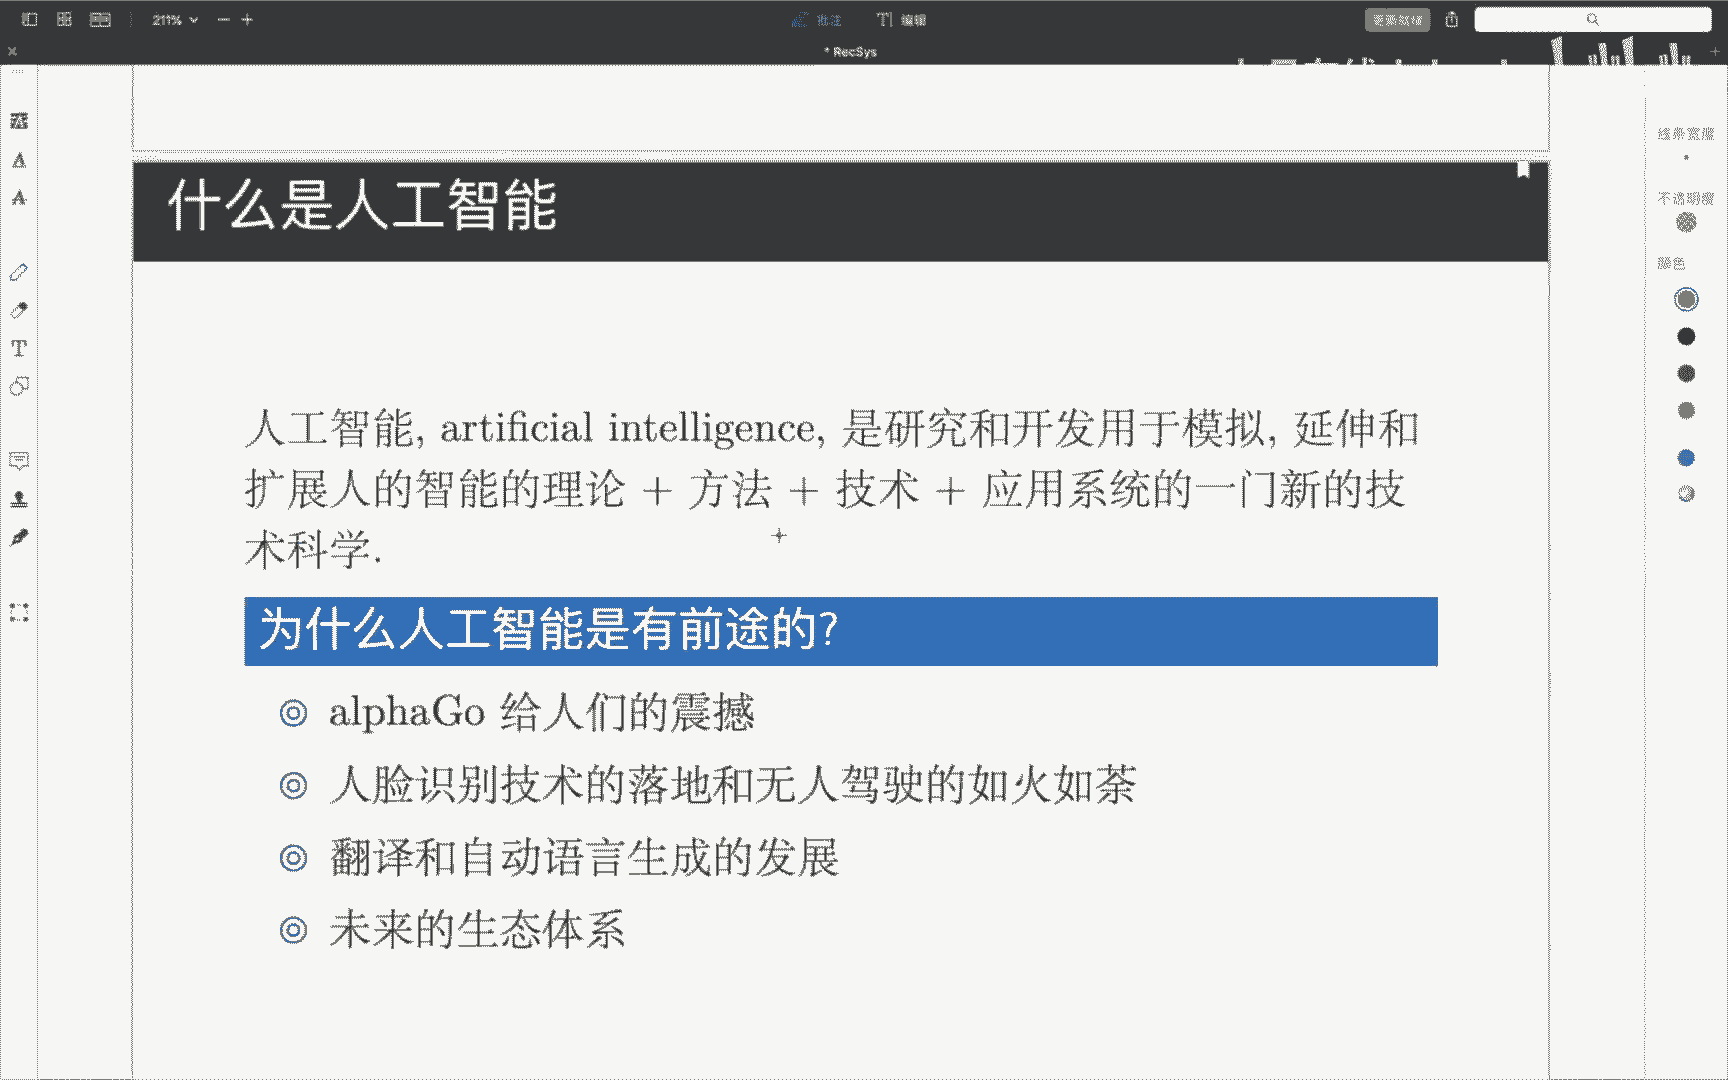 211%
批注
编辑
* RecSys
线条宽度
不透明度
颜色
什么是人工智能
人工智能, artificial intelligence, 是研究和开发用于模拟, 延伸和
扩展人的智能的理论 + 方法 + 技术 + 应用系统的一门新的技
术科学.
为什么人工智能是有前途的?
alphaGo 给人们的震撼
人脸识别技术的落地和无人驾驶的如火如荼
翻译和自动语言生成的发展
未来的生态体系